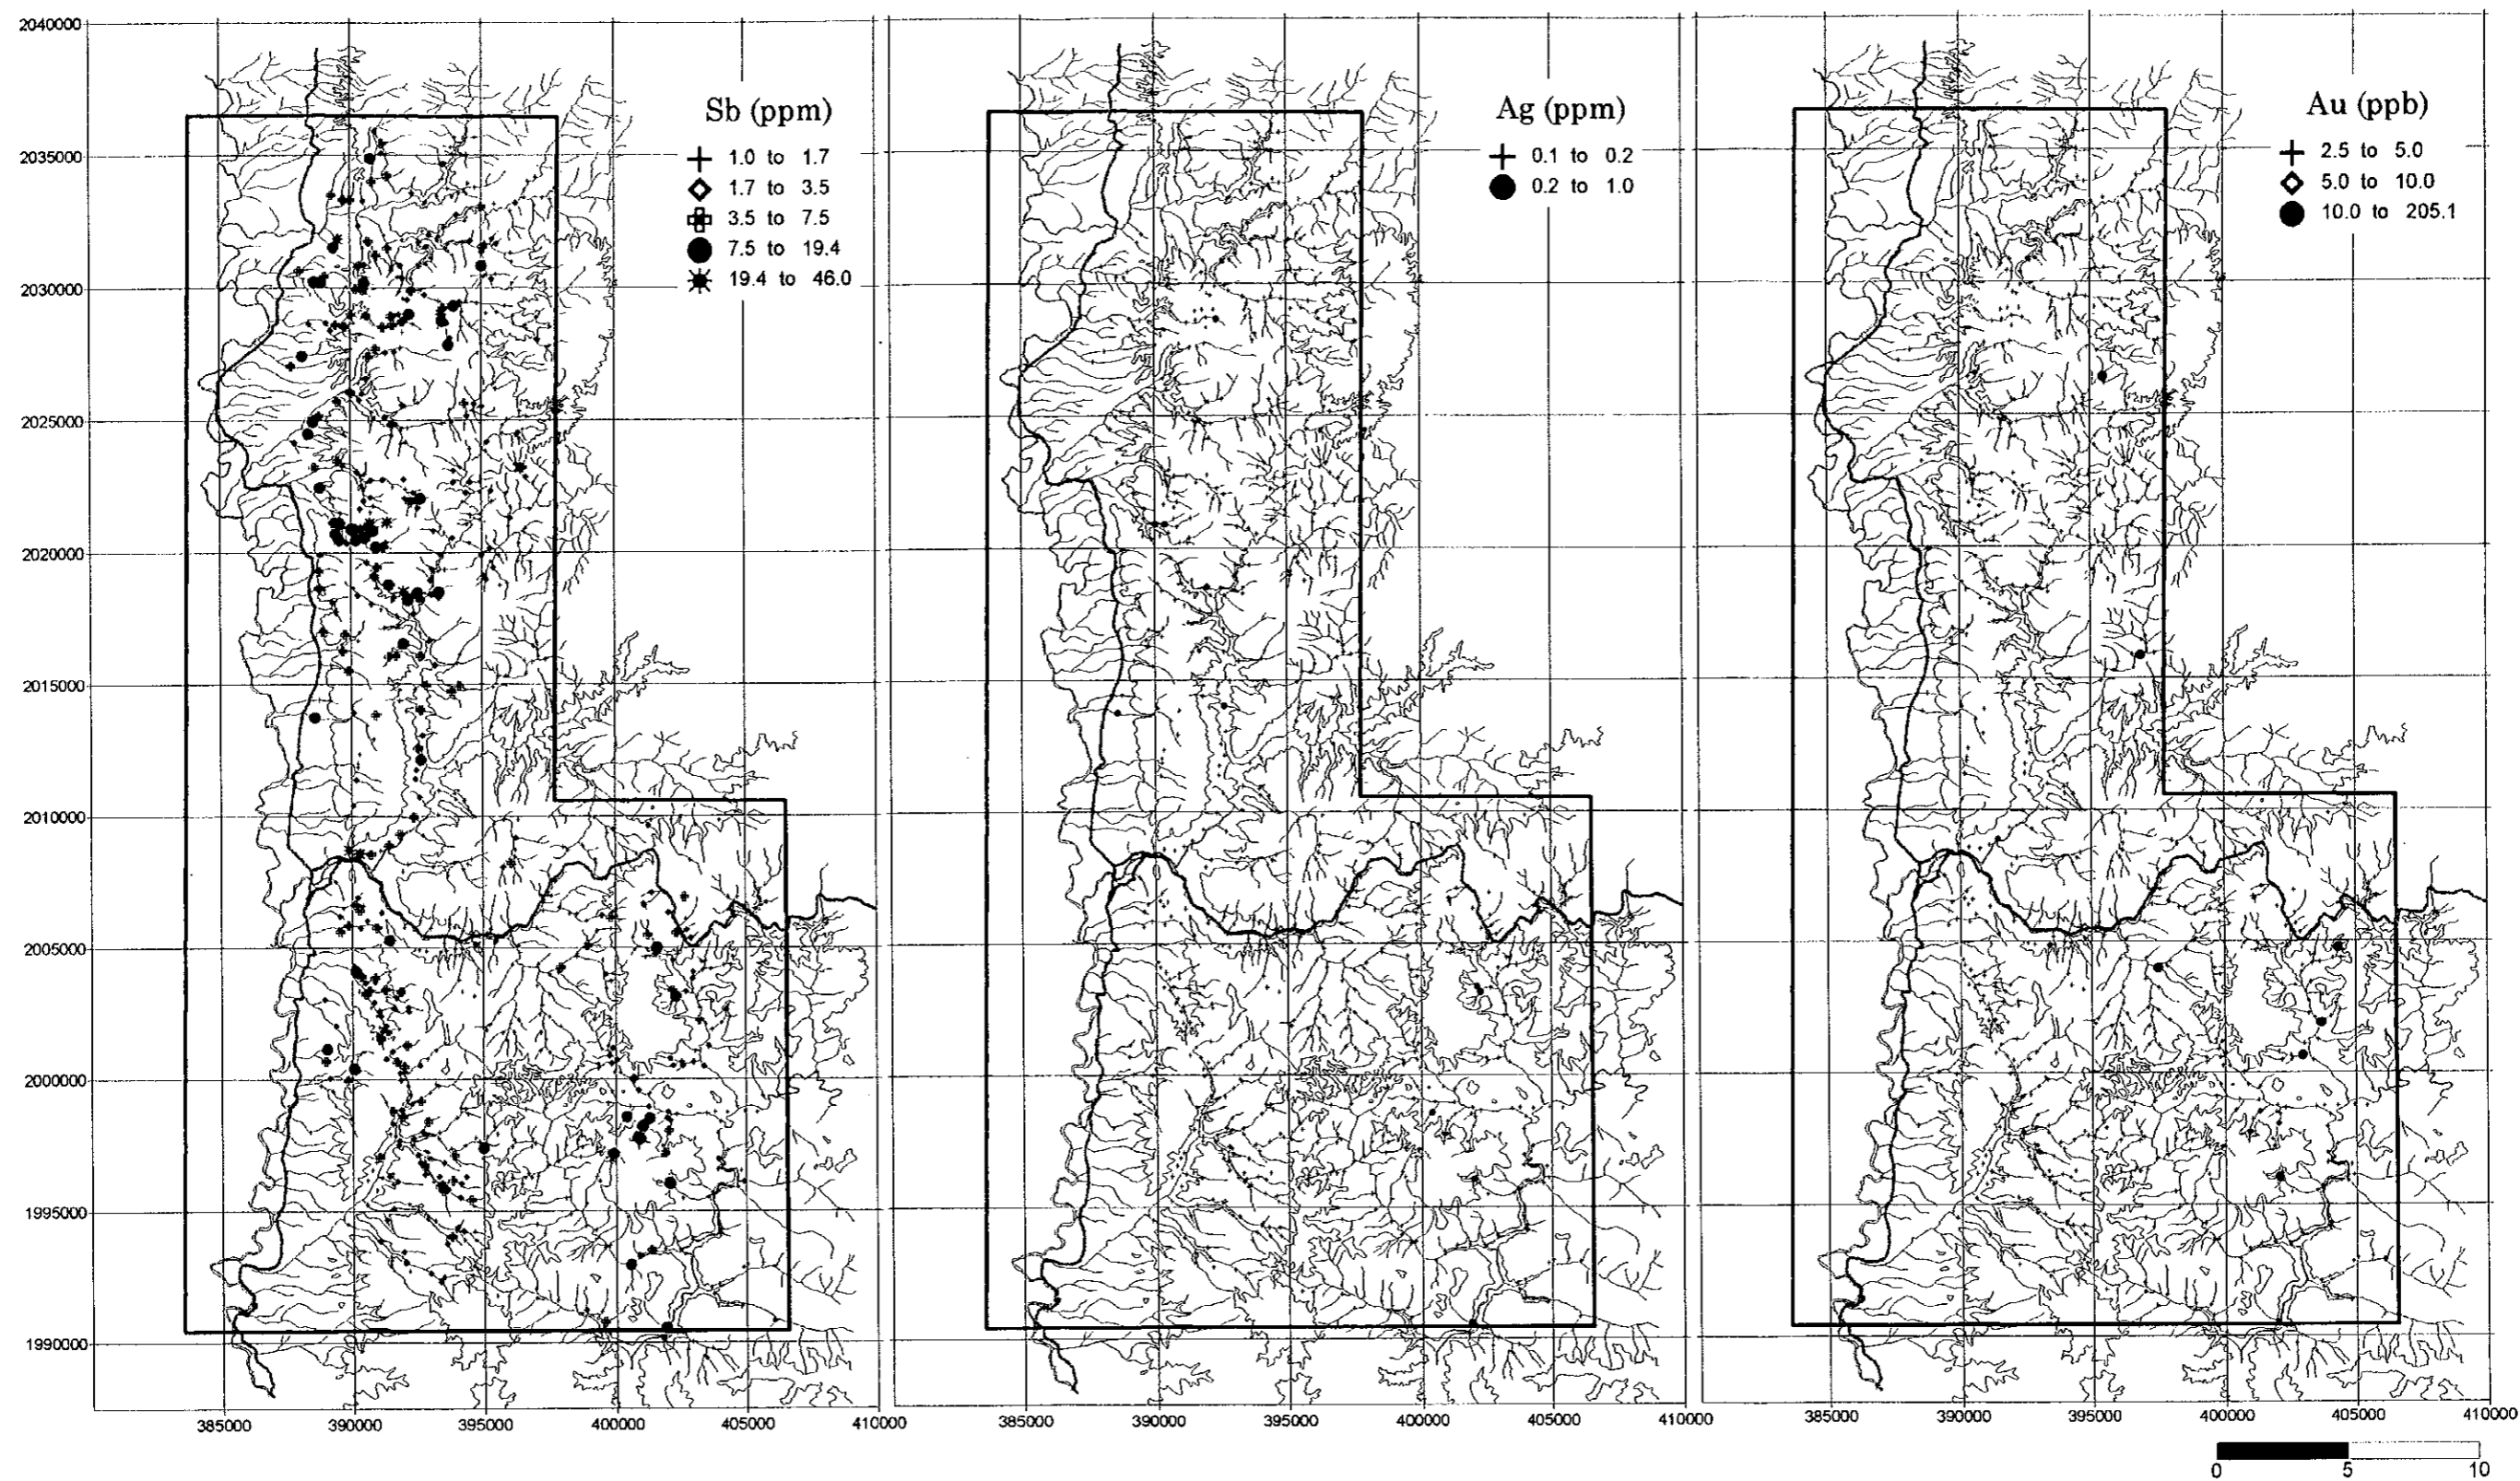 Sb (ppm)
1.0 to 1.7
1.7 to 3.5
3.5 to 7.5
7.5 to 19.4
19.4 to 46.0
Ag (ppm)
0.1 to 0.2
0.2 to 1.0
Au (ppb)
2.5 to 5.0
5.0 to 10.0
10.0 to 205.1
2040000
2035000
2030000
2025000
2020000
2015000
2010000
2005000
2000000
1995000
1990000
385000 390000 395000 400000 405000 410000
385000 390000 395000 400000 405000 410000
385000 390000 395000 400000 405000 410000
0 5 10